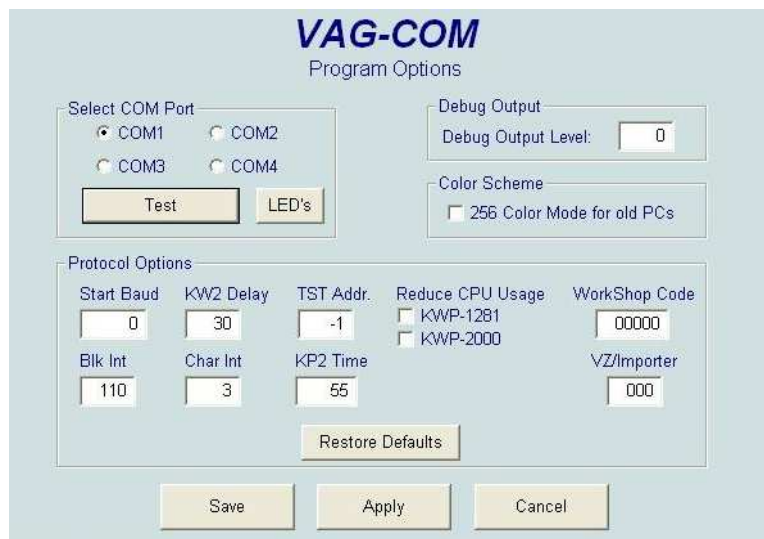 VAG-COM
Program Options
Select COM Port
COM1 COM2
COM3 COM4
Test LED's
Debug Output
Debug Output Level: 0
Color Scheme
256 Color Mode for old PCs
Protocol Options
Start Baud KW2 Delay TST Addr. Reduce CPU Usage WorkShop Code
0 30 -1 KWP-1281 00000
KWP-2000
Blk Int Char Int KP2 Time VZ/Importer
110 3 55 000
Restore Defaults
Save Apply Cancel